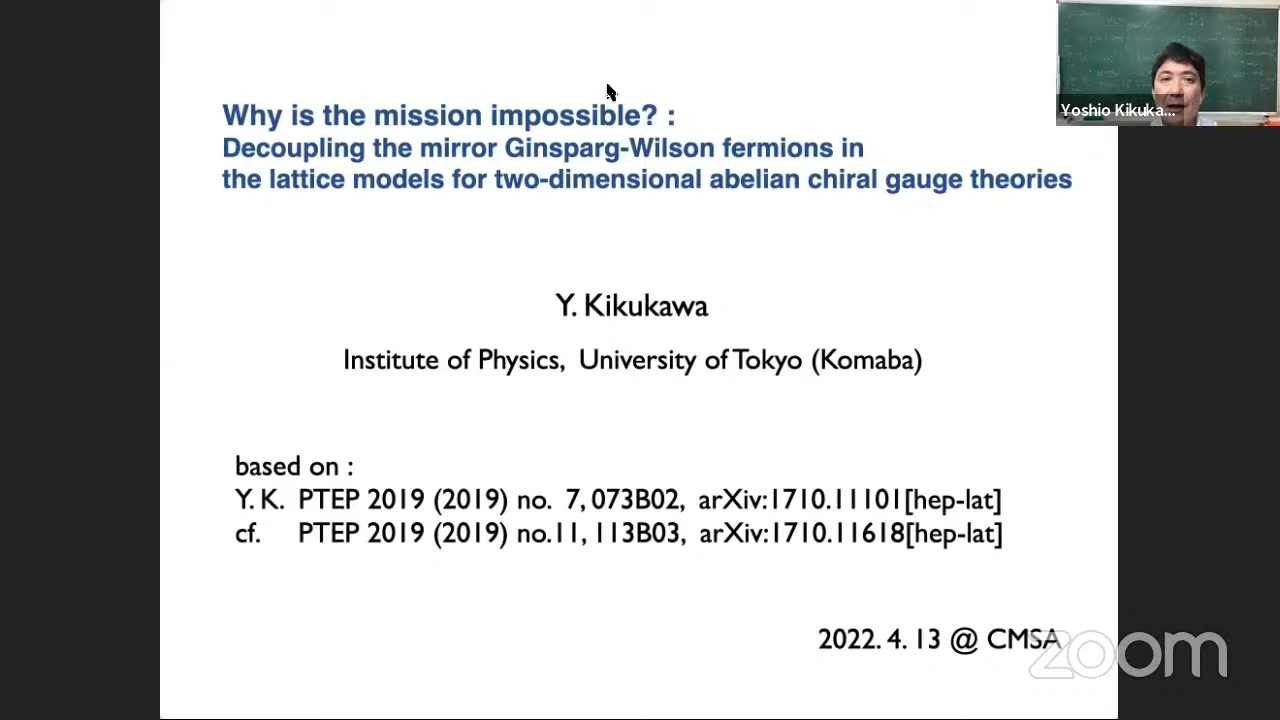 Why is the mission impossible? :
Decoupling the mirror Ginsparg-Wilson fermions in
the lattice models for two-dimensional abelian chiral gauge theories
Y. Kikukawa
Institute of Physics, University of Tokyo (Komaba)
based on :
Y. K. PTEP 2019 (2019) no. 7, 073B02, arXiv:1710.11101[hep-lat]
cf. PTEP 2019 (2019) no.11, 113B03, arXiv:1710.11618[hep-lat]
2022. 4. 13 @ CMSA
zoom
Yoshio Kikuka...